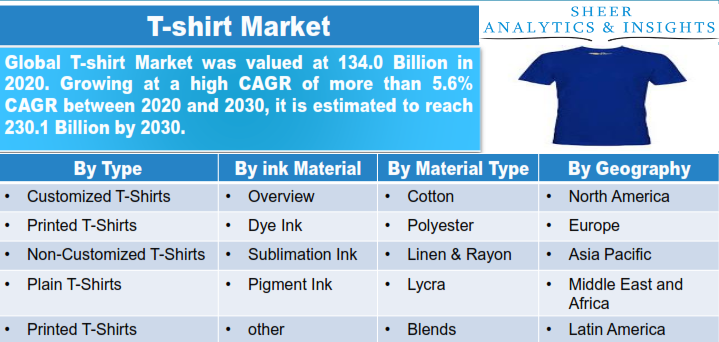 T-shirt Market
SHEER
ANALYTICS & INSIGHTS
Global T-shirt Market was valued at 134.0 Billion in
2020. Growing at a high CAGR of more than 5.6%
CAGR between 2020 and 2030, it is estimated to reach
230.1 Billion by 2030.
By Type By ink Material By Material Type By Geography
• Customized T-Shirts • Overview • Cotton • North America
• Printed T-Shirts • Dye Ink • Polyester • Europe
• Non-Customized T-Shirts • Sublimation Ink • Linen & Rayon • Asia Pacific
• Plain T-Shirts • Pigment Ink • Lycra • Middle East and
Africa
• Printed T-Shirts • other • Blends • Latin America